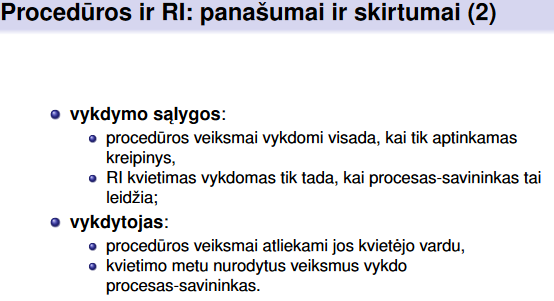 Procedūros ir RI: panašumai ir skirtumai (2)
vykdymo sąlygos:
procedūros veiksmai vykdomi visada, kai tik aptinkamas
kreipinys,
RI kvietimas vykdomas tik tada, kai procesas-savininkas tai
leidžia;
vykdytojas:
procedūros veiksmai atliekami jos kvietėjo vardu,
kvietimo metu nurodytus veiksmus vykdo
procesas-savininkas.